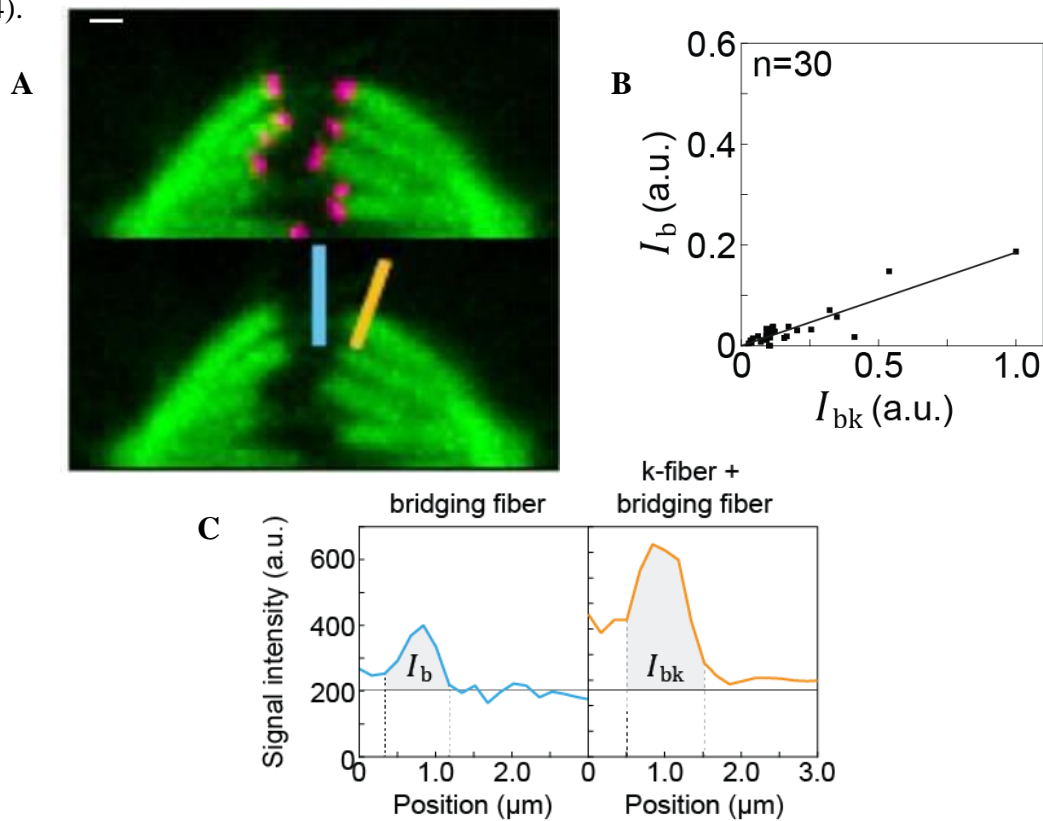 4).
A
B
0.6
n=30
0.4
0.2
0
I_b (a.u.)
0
0.5
1.0
I_bk (a.u.)
C
bridging fiber
k-fiber +
bridging fiber
Signal intensity (a.u.)
600
400
200
0
I_b
I_bk
0
1.0
2.0
0
1.0
2.0
3.0
Position (µm)
Position (µm)